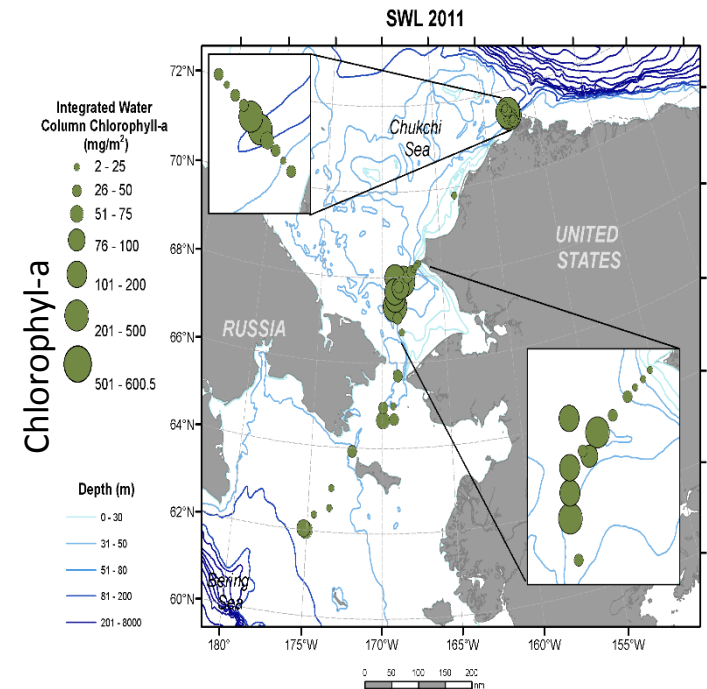 SWL 2011
Chlorophyl-a
Integrated Water
Column Chlorophyll-a
(mg/m²)
2 - 25
26 - 50
51 - 75
76 - 100
101 - 200
201 - 500
501 - 600.5
Depth (m)
0 - 30
31 - 50
51 - 80
81 - 200
201 - 8000
72°N
70°N
68°N
66°N
64°N
62°N
60°N
Chukchi
Sea
UNITED
STATES
RUSSIA
Bering
Sea
180°
175°W
170°W
165°W
160°W
155°W
0 50 100 150 200
nm